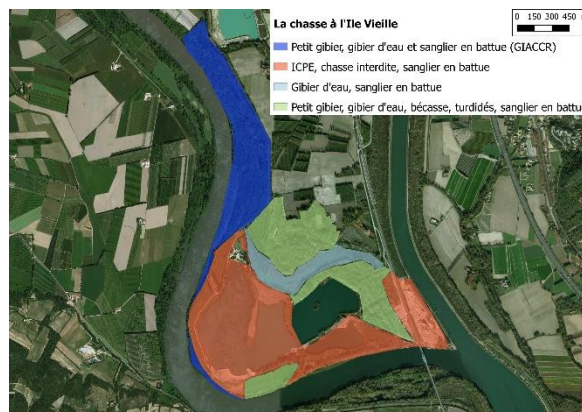 La chasse à l'Ile Vieille
0 150 300 450 m
Petit gibier, gibier d'eau et sanglier en battue (GIACCR)
ICPE, chasse interdite, sanglier en battue
Gibier d'eau, sanglier en battue
Petit gibier, gibier d'eau, bécasse, turdidés, sanglier en battue